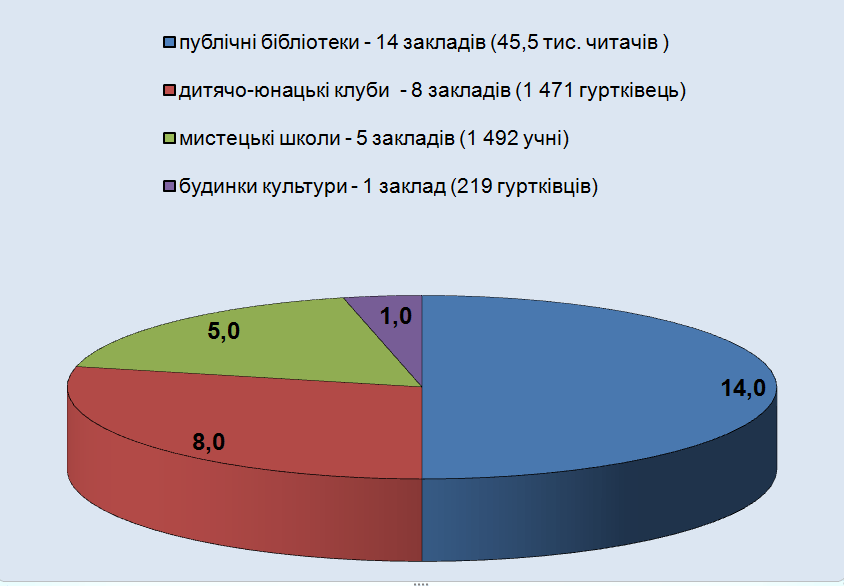 публічні бібліотеки - 14 закладів (45,5 тис. читачів )
дитячо-юнацькі клуби - 8 закладів (1 471 гуртківець)
мистецькі школи - 5 закладів (1 492 учні)
будинки культури - 1 заклад (219 гуртківців)
1,0
5,0
14,0
8,0